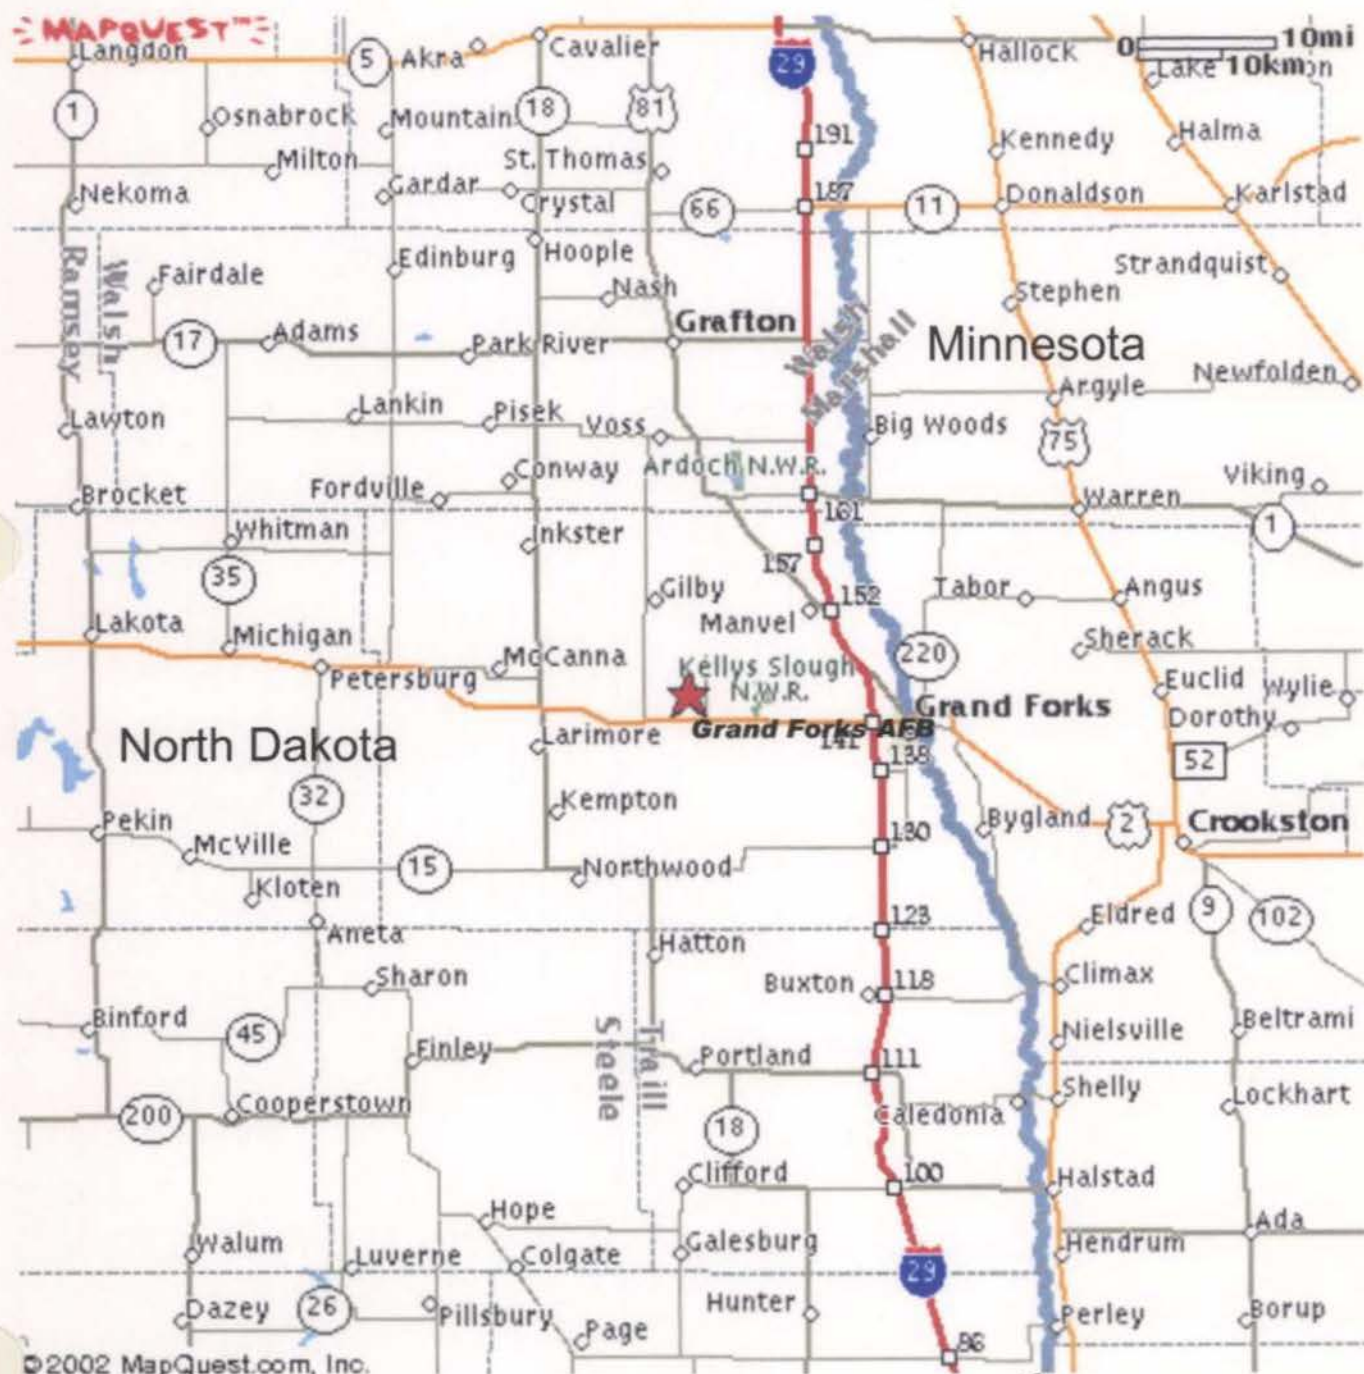 MAPQUEST™
Langdon
5
Akra
Cavalier
29
Hallock
0
10mi
10km
Lake
1
Osnabrock
Mountain
18
81
191
Kennedy
Halma
Milton
St. Thomas
Nekoma
Gardar
Crystal
66
187
11
Donaldson
Karlstad
Ramsey
Walsh
Fairdale
Edinburg
Hoople
Strandquist
Nash
Stephen
17
Adams
Park River
Grafton
Walsh
Marshall
Minnesota
Argyle
Newfolden
Lawton
Lankin
Pisek
Voss
Big Woods
75
Brocket
Fordville
Conway
Ardoch N.W.R.
Viking
161
Warren
1
Whitman
Inkster
157
35
Gilby
152
Tabor
Angus
Lakota
Michigan
Manvel
220
Sherack
McCanna
Kellys Slough
N.W.R.
Petersburg
Euclid
Wylie
Grand Forks
Dorothy
North Dakota
Larimore
Grand Forks AFB
141
138
52
32
Kempton
Pekin
McVille
130
Bygland
2
Crookston
15
Northwood
Kloten
123
Eldred
9
102
Aneta
Hatton
Sharon
Buxton
118
Climax
Binford
45
Finley
Steele
Traill
Portland
111
Nielsville
Beltrami
200
Cooperstown
18
Caledonia
Shelly
Lockhart
Clifford
100
Halstad
Hope
Ada
Walum
Luverne
Colgate
Galesburg
29
Hendrum
Dazey
26
Pillsbury
Page
Hunter
Perley
Borup
©2002 MapQuest.com, Inc.